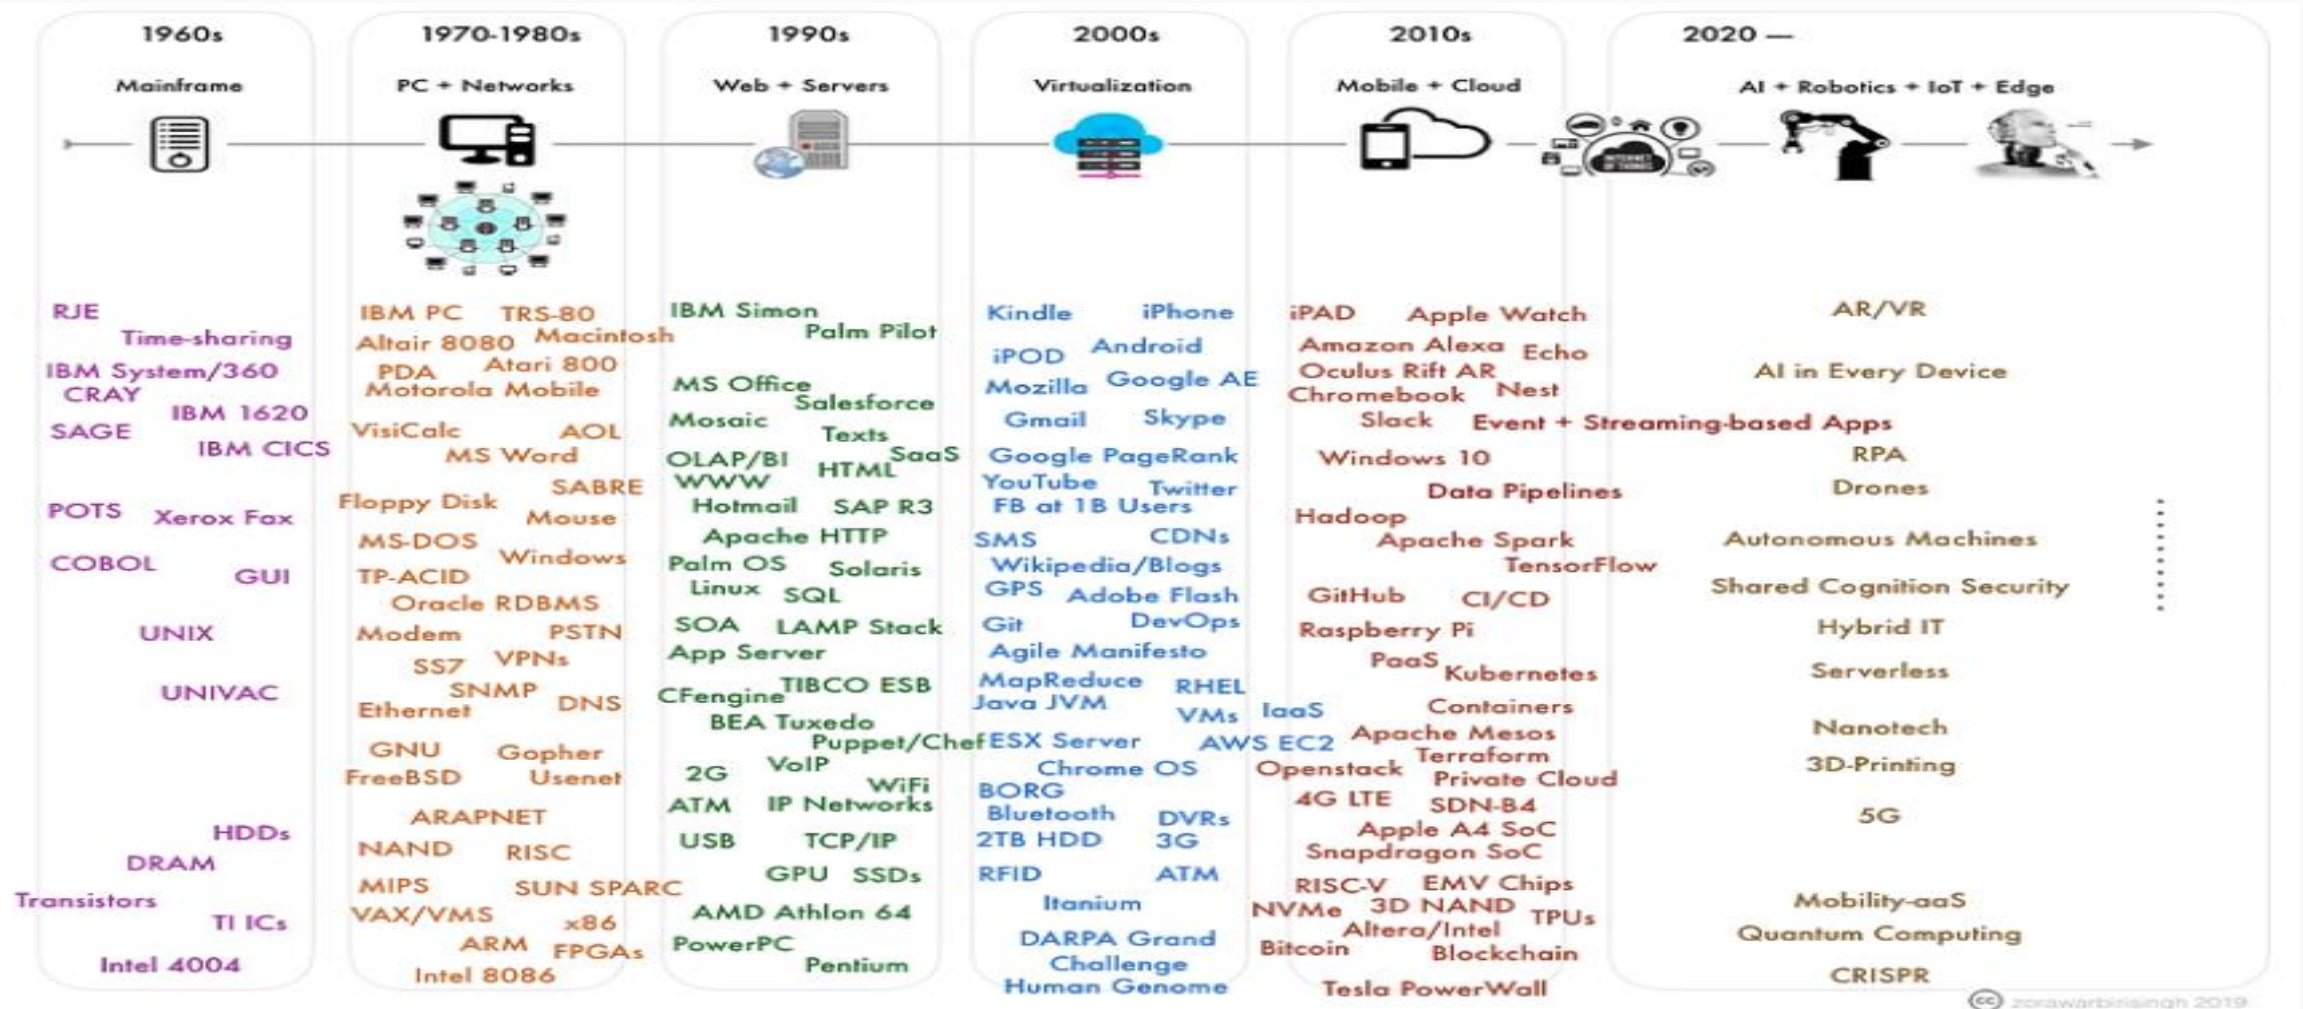 1960s
Mainframe
RJE
Time-sharing
IBM System/360
CRAY
IBM 1620
SAGE
IBM CICS
POTS
Xerox Fax
COBOL
GUI
UNIX
UNIVAC
HDDs
DRAM
Transistors
TI ICs
Intel 4004
1970-1980s
PC + Networks
IBM PC TRS-80
Altair 8080 Macintosh
PDA Atari 800
Motorola Mobile
VisiCalc AOL
MS Word
SABRE
Floppy Disk
Mouse
MS-DOS
Windows
TP-ACID
Oracle RDBMS
Modem PSTN
SS7 VPNs
SNMP
Ethernet DNS
GNU Gopher
FreeBSD Usenet
ARAPNET
NAND RISC
MIPS SUN SPARC
VAX/VMS x86
ARM FPGAs
Intel 8086
1990s
Web + Servers
IBM Simon
Palm Pilot
MS Office
Salesforce
Mosaic
Texts
OLAP/BI SaaS
HTML
WWW
Hotmail SAP R3
Apache HTTP
Palm OS Solaris
Linux SQL
SOA LAMP Stack
App Server
TIBCO ESB
CFengine
BEA Tuxedo
Puppet/Chef
2G VoIP
WiFi
ATM IP Networks
USB TCP/IP
GPU SSDs
AMD Athlon 64
PowerPC
Pentium
2000s
Virtualization
Kindle iPhone
iPOD Android
Mozilla Google AE
Gmail Skype
Google PageRank
YouTube Twitter
FB at 1B Users
SMS CDNs
Wikipedia/Blogs
GPS Adobe Flash
Git DevOps
Agile Manifesto
MapReduce RHEL
Java JVM
VMs IaaS
ESX Server AWS EC2
Chrome OS
BORG
Bluetooth DVRs
2TB HDD 3G
RFID ATM
Itanium
DARPA Grand
Challenge
Human Genome
2010s
Mobile + Cloud
iPAD Apple Watch
Amazon Alexa Echo
Oculus Rift AR
Chromebook Nest
Slack Event + Streaming-based Apps
Windows 10
Data Pipelines
Hadoop
Apache Spark
TensorFlow
GitHub CI/CD
Raspberry Pi
PaaS
Kubernetes
Containers
Apache Mesos
Terraform
Openstack
Private Cloud
4G LTE SDN-B4
Apple A4 SoC
Snapdragon SoC
RISC-V EMV Chips
NVMe 3D NAND TPUs
Altera/Intel
Bitcoin Blockchain
Tesla PowerWall
2020 —
AI + Robotics + IoT + Edge
INTERNET
OF THINGS
AR/VR
AI in Every Device
RPA
Drones
Autonomous Machines
Shared Cognition Security
Hybrid IT
Serverless
Nanotech
3D-Printing
5G
Mobility-aaS
Quantum Computing
CRISPR
cc zorawarbirisingh 2019